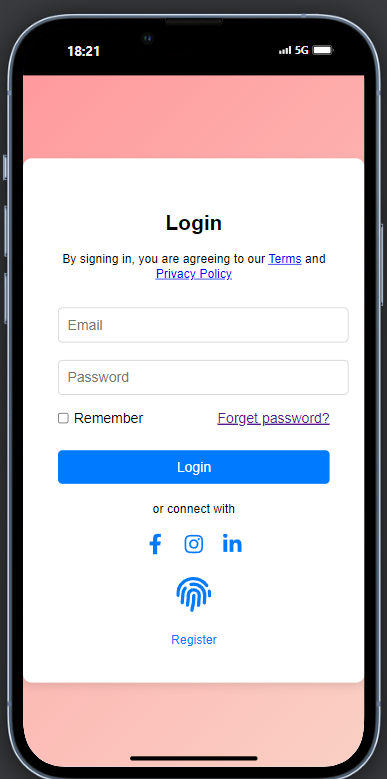 18:21 5G
Login
By signing in, you are agreeing to our Terms and
Privacy Policy
Email
Password
Remember Forget password?
Login
or connect with
Register